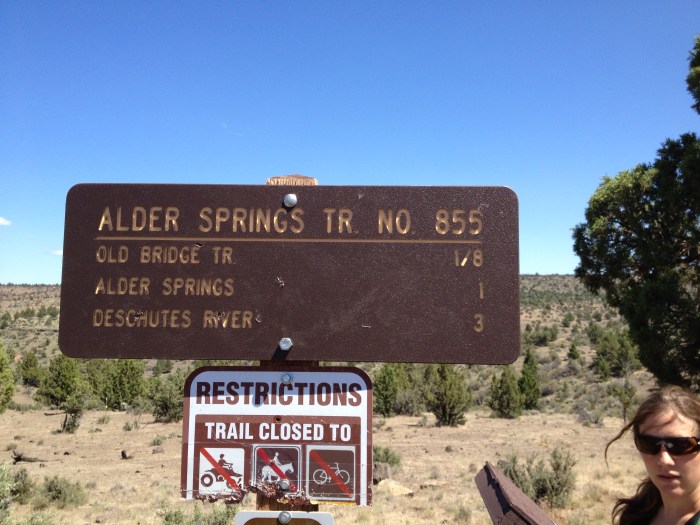 ALDER SPRINGS TR. NO. 855
OLD BRIDGE TR. 1/8
ALDER SPRINGS 1
DESCHUTES RIVER 3
RESTRICTIONS
TRAIL CLOSED TO